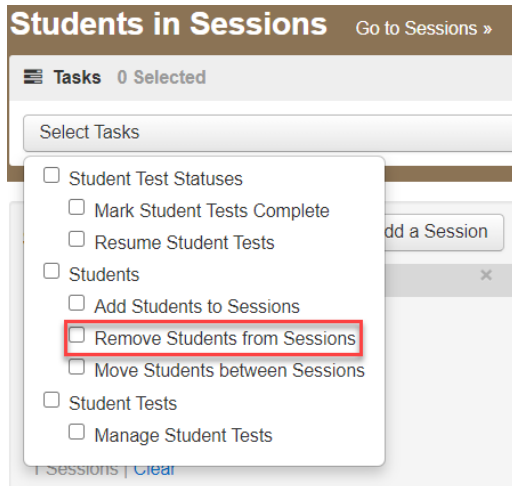 Students in Sessions Go to Sessions »
Tasks 0 Selected
Select Tasks
Student Test Statuses
Mark Student Tests Complete
Resume Student Tests
dd a Session
Students
×
Add Students to Sessions
Remove Students from Sessions
Move Students between Sessions
Student Tests
Manage Student Tests
1 Sessions | Clear